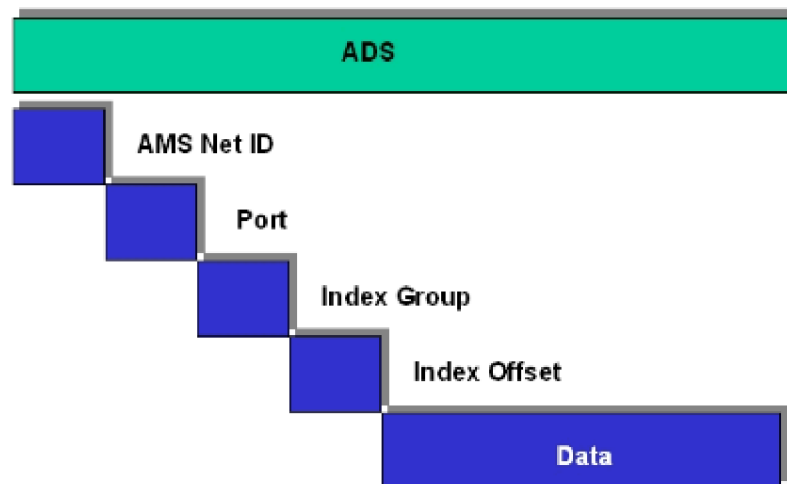 ADS
AMS Net ID
Port
Index Group
Index Offset
Data